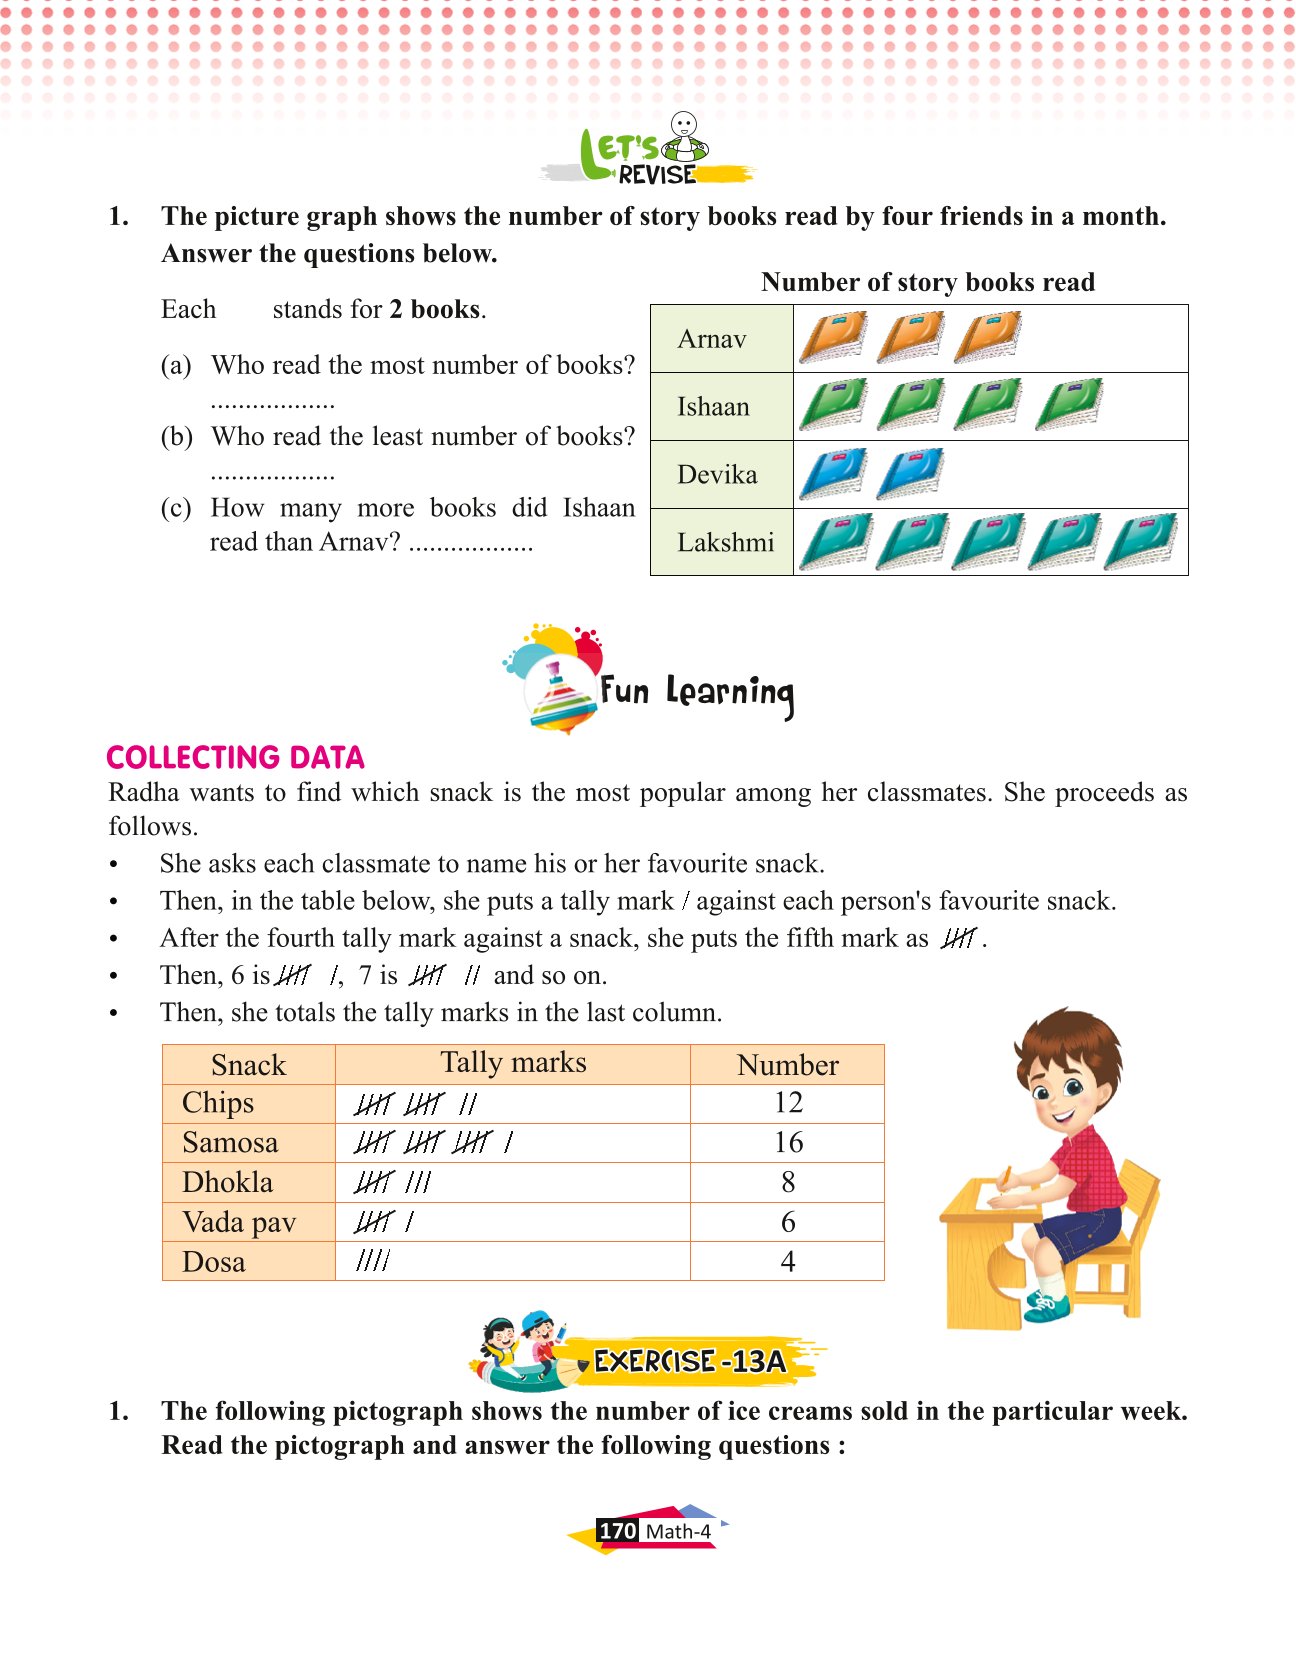 LET'S
REVISE
1. The picture graph shows the number of story books read by four friends in a month.
Answer the questions below.
Each stands for 2 books.
(a) Who read the most number of books?
..................
(b) Who read the least number of books?
..................
(c) How many more books did Ishaan
read than Arnav? ..................
Number of story books read
Arnav
Ishaan
Devika
Lakshmi
Fun Learning
COLLECTING DATA
Radha wants to find which snack is the most popular among her classmates. She proceeds as
follows.
• She asks each classmate to name his or her favourite snack.
• Then, in the table below, she puts a tally mark / against each person's favourite snack.
• After the fourth tally mark against a snack, she puts the fifth mark as .
• Then, 6 is /, 7 is // and so on.
• Then, she totals the tally marks in the last column.
Snack Tally marks Number
Chips 12
Samosa 16
Dhokla 8
Vada pav 6
Dosa 4
EXERCISE -13A
1. The following pictograph shows the number of ice creams sold in the particular week.
Read the pictograph and answer the following questions :
170 Math-4